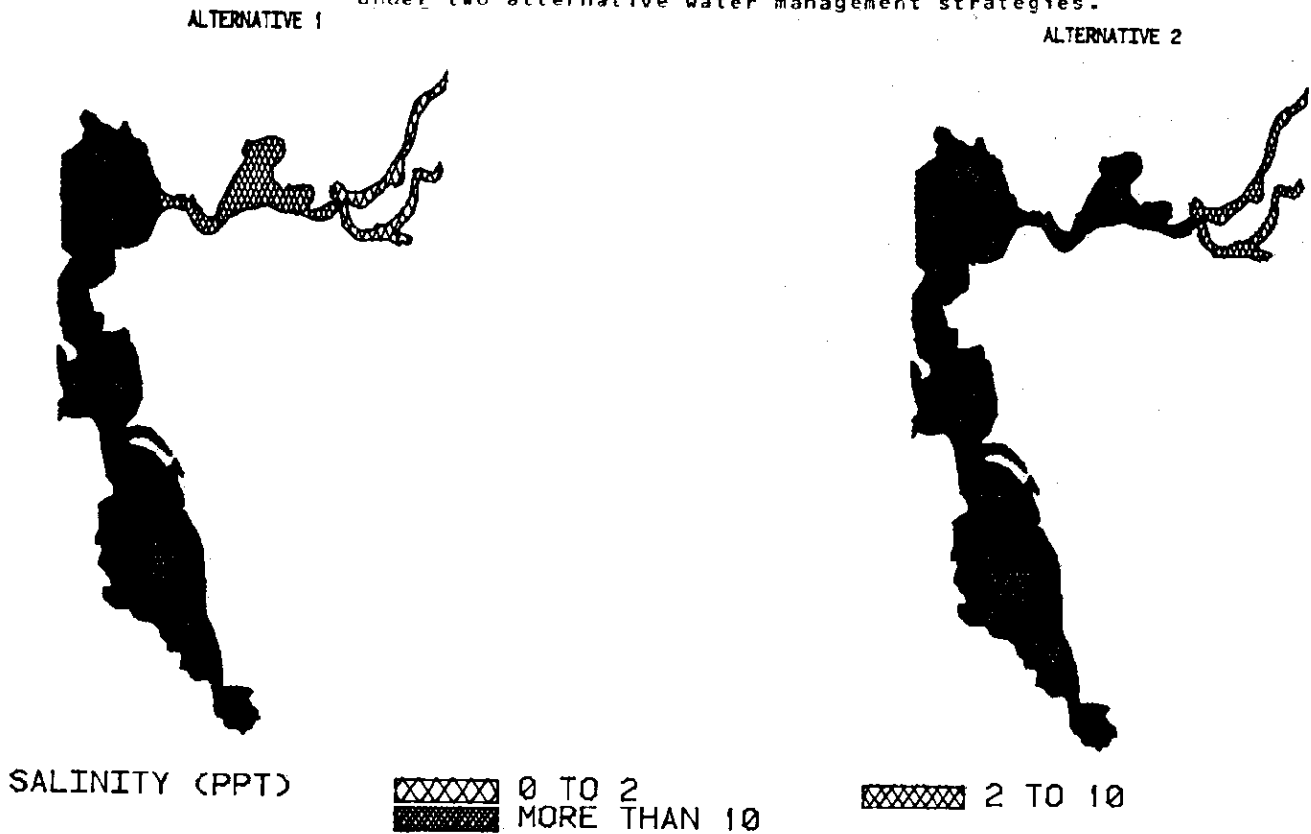 under two alternative water management strategies.
ALTERNATIVE 1
ALTERNATIVE 2
SALINITY (PPT)
0 TO 2
2 TO 10
MORE THAN 10